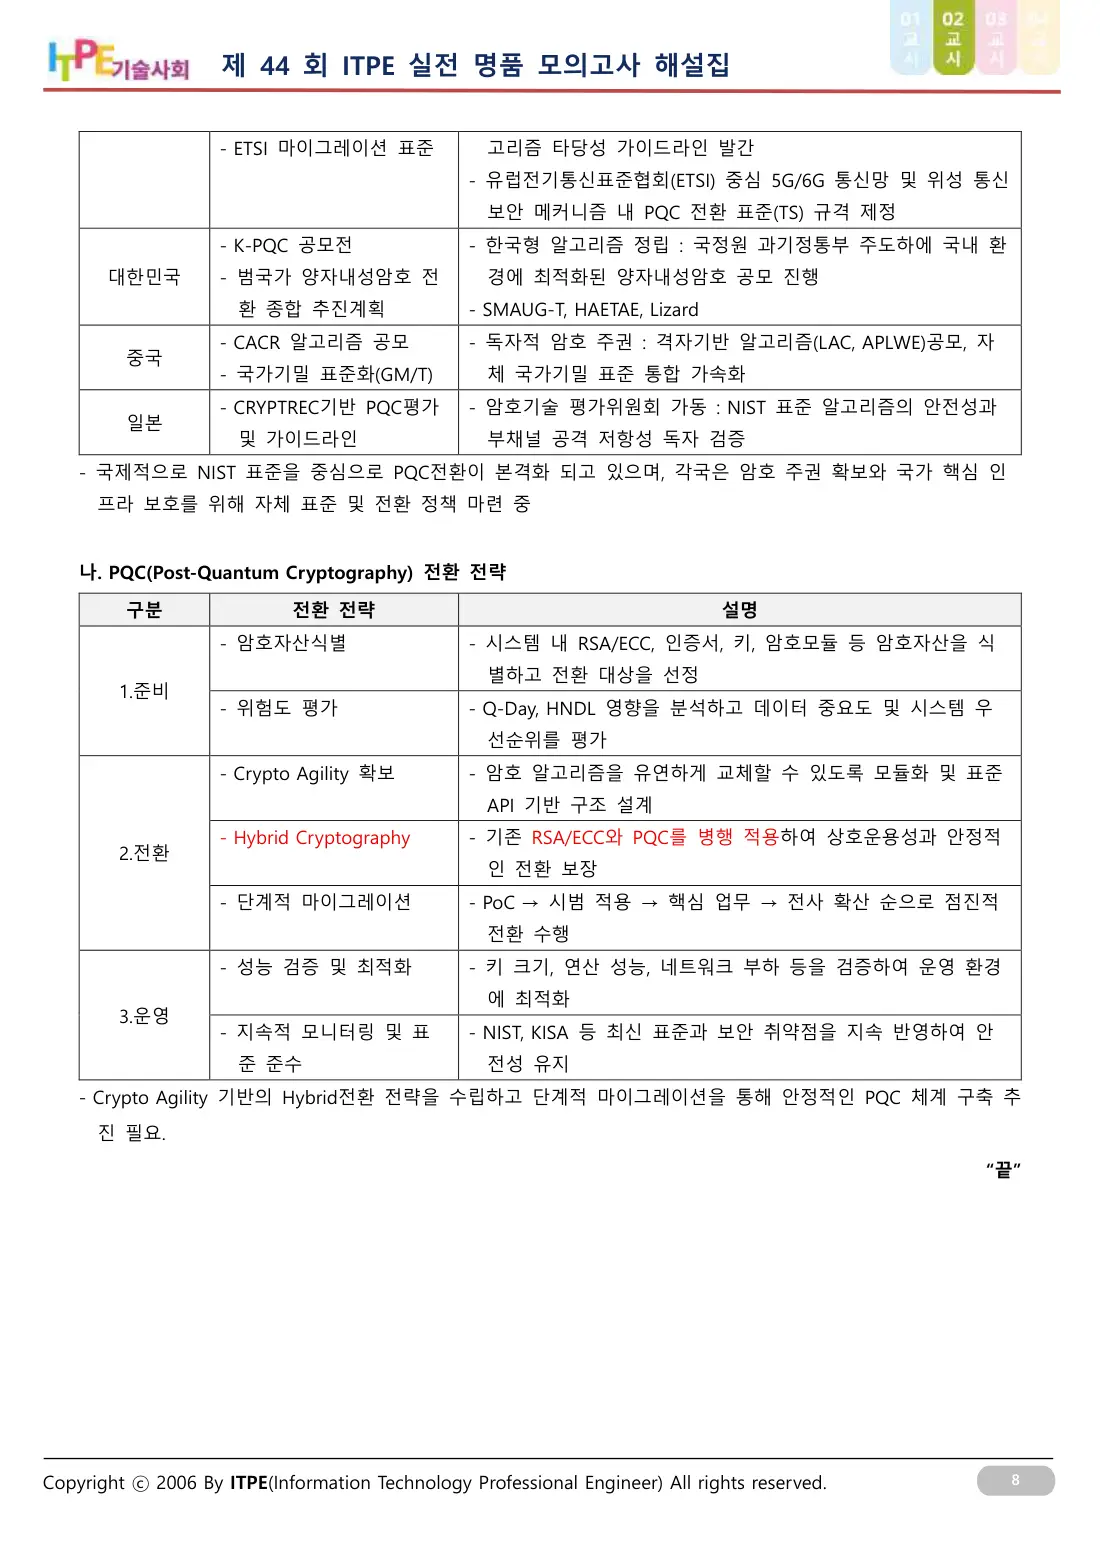 01 02 03 04
교 교 교 교
시 시 시 시
ITPE기술사회 제 44 회 ITPE 실전 명품 모의고사 해설집
- ETSI 마이그레이션 표준
고리즘 타당성 가이드라인 발간
- 유럽전기통신표준협회(ETSI) 중심 5G/6G 통신망 및 위성 통신
보안 메커니즘 내 PQC 전환 표준(TS) 규격 제정
대한민국
- K-PQC 공모전
- 범국가 양자내성암호 전
환 종합 추진계획
- 한국형 알고리즘 정립 : 국정원 과기정통부 주도하에 국내 환
경에 최적화된 양자내성암호 공모 진행
- SMAUG-T, HAETAE, Lizard
중국
- CACR 알고리즘 공모
- 국가기밀 표준화(GM/T)
- 독자적 암호 주권 : 격자기반 알고리즘(LAC, APLWE)공모, 자
체 국가기밀 표준 통합 가속화
일본
- CRYPTREC기반 PQC평가
및 가이드라인
- 암호기술 평가위원회 가동 : NIST 표준 알고리즘의 안전성과
부채널 공격 저항성 독자 검증
- 국제적으로 NIST 표준을 중심으로 PQC전환이 본격화 되고 있으며, 각국은 암호 주권 확보와 국가 핵심 인
프라 보호를 위해 자체 표준 및 전환 정책 마련 중
나. PQC(Post-Quantum Cryptography) 전환 전략
구분 전환 전략 설명
1.준비
- 암호자산식별
- 시스템 내 RSA/ECC, 인증서, 키, 암호모듈 등 암호자산을 식
별하고 전환 대상을 선정
- 위험도 평가
- Q-Day, HNDL 영향을 분석하고 데이터 중요도 및 시스템 우
선순위를 평가
2.전환
- Crypto Agility 확보
- 암호 알고리즘을 유연하게 교체할 수 있도록 모듈화 및 표준
API 기반 구조 설계
- Hybrid Cryptography
- 기존 RSA/ECC와 PQC를 병행 적용하여 상호운용성과 안정적
인 전환 보장
- 단계적 마이그레이션
- PoC → 시범 적용 → 핵심 업무 → 전사 확산 순으로 점진적
전환 수행
3.운영
- 성능 검증 및 최적화
- 키 크기, 연산 성능, 네트워크 부하 등을 검증하여 운영 환경
에 최적화
- 지속적 모니터링 및 표
준 준수
- NIST, KISA 등 최신 표준과 보안 취약점을 지속 반영하여 안
전성 유지
- Crypto Agility 기반의 Hybrid전환 전략을 수립하고 단계적 마이그레이션을 통해 안정적인 PQC 체계 구축 추
진 필요.
“끝”
Copyright ⓒ 2006 By ITPE(Information Technology Professional Engineer) All rights reserved.
8